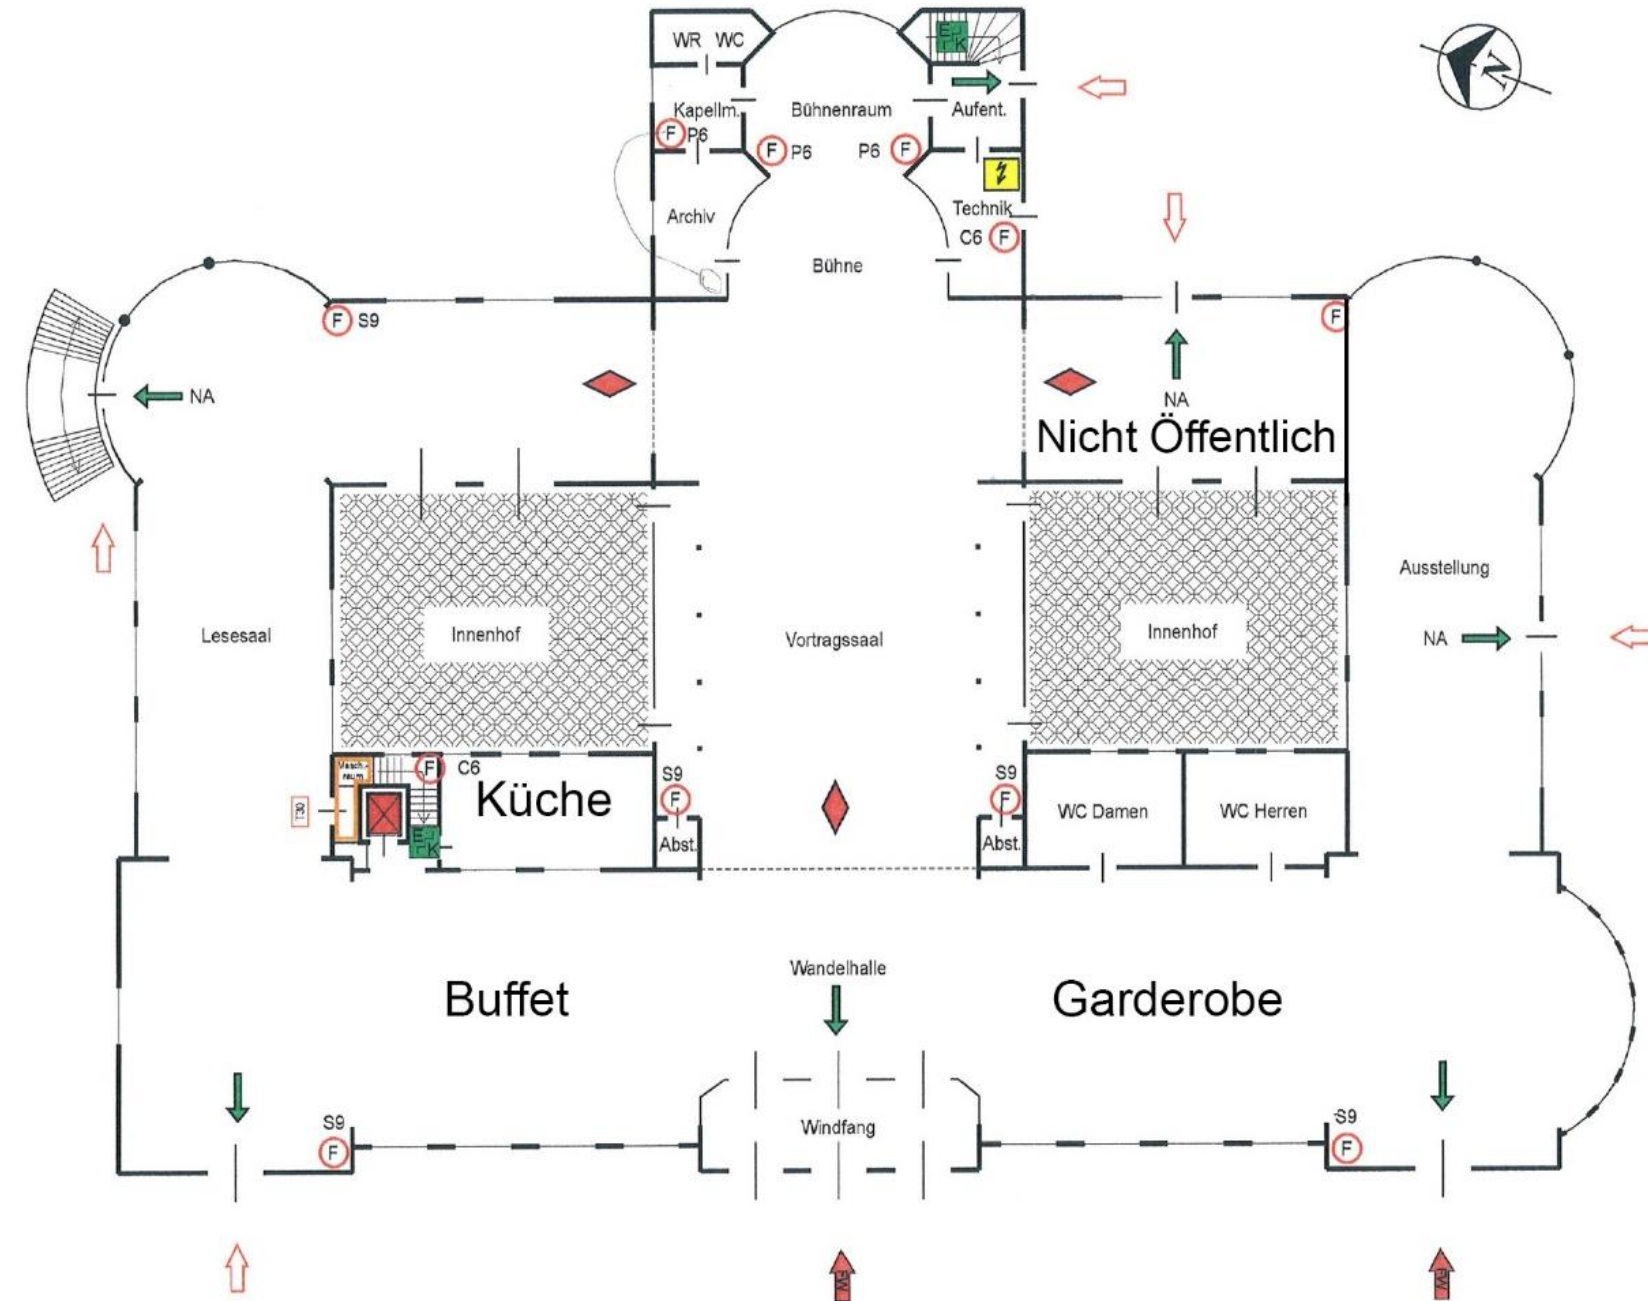 WR WC
E
K
N
Kapellm.
Bühnenraum
Aufent.
F P6
F P6
P6 F
Archiv
Technik
C6 F
Bühne
F S9
F
NA
NA
Nicht Öffentlich
Ausstellung
Lesesaal
Innenhof
Vortragssaal
Innenhof
NA
F C6
S9
F
S9
F
Küche
T30
WC Damen
WC Herren
E
K
Abst.
Abst.
Wandelhalle
Buffet
Garderobe
S9
F
Windfang
S9
F
FW
FW